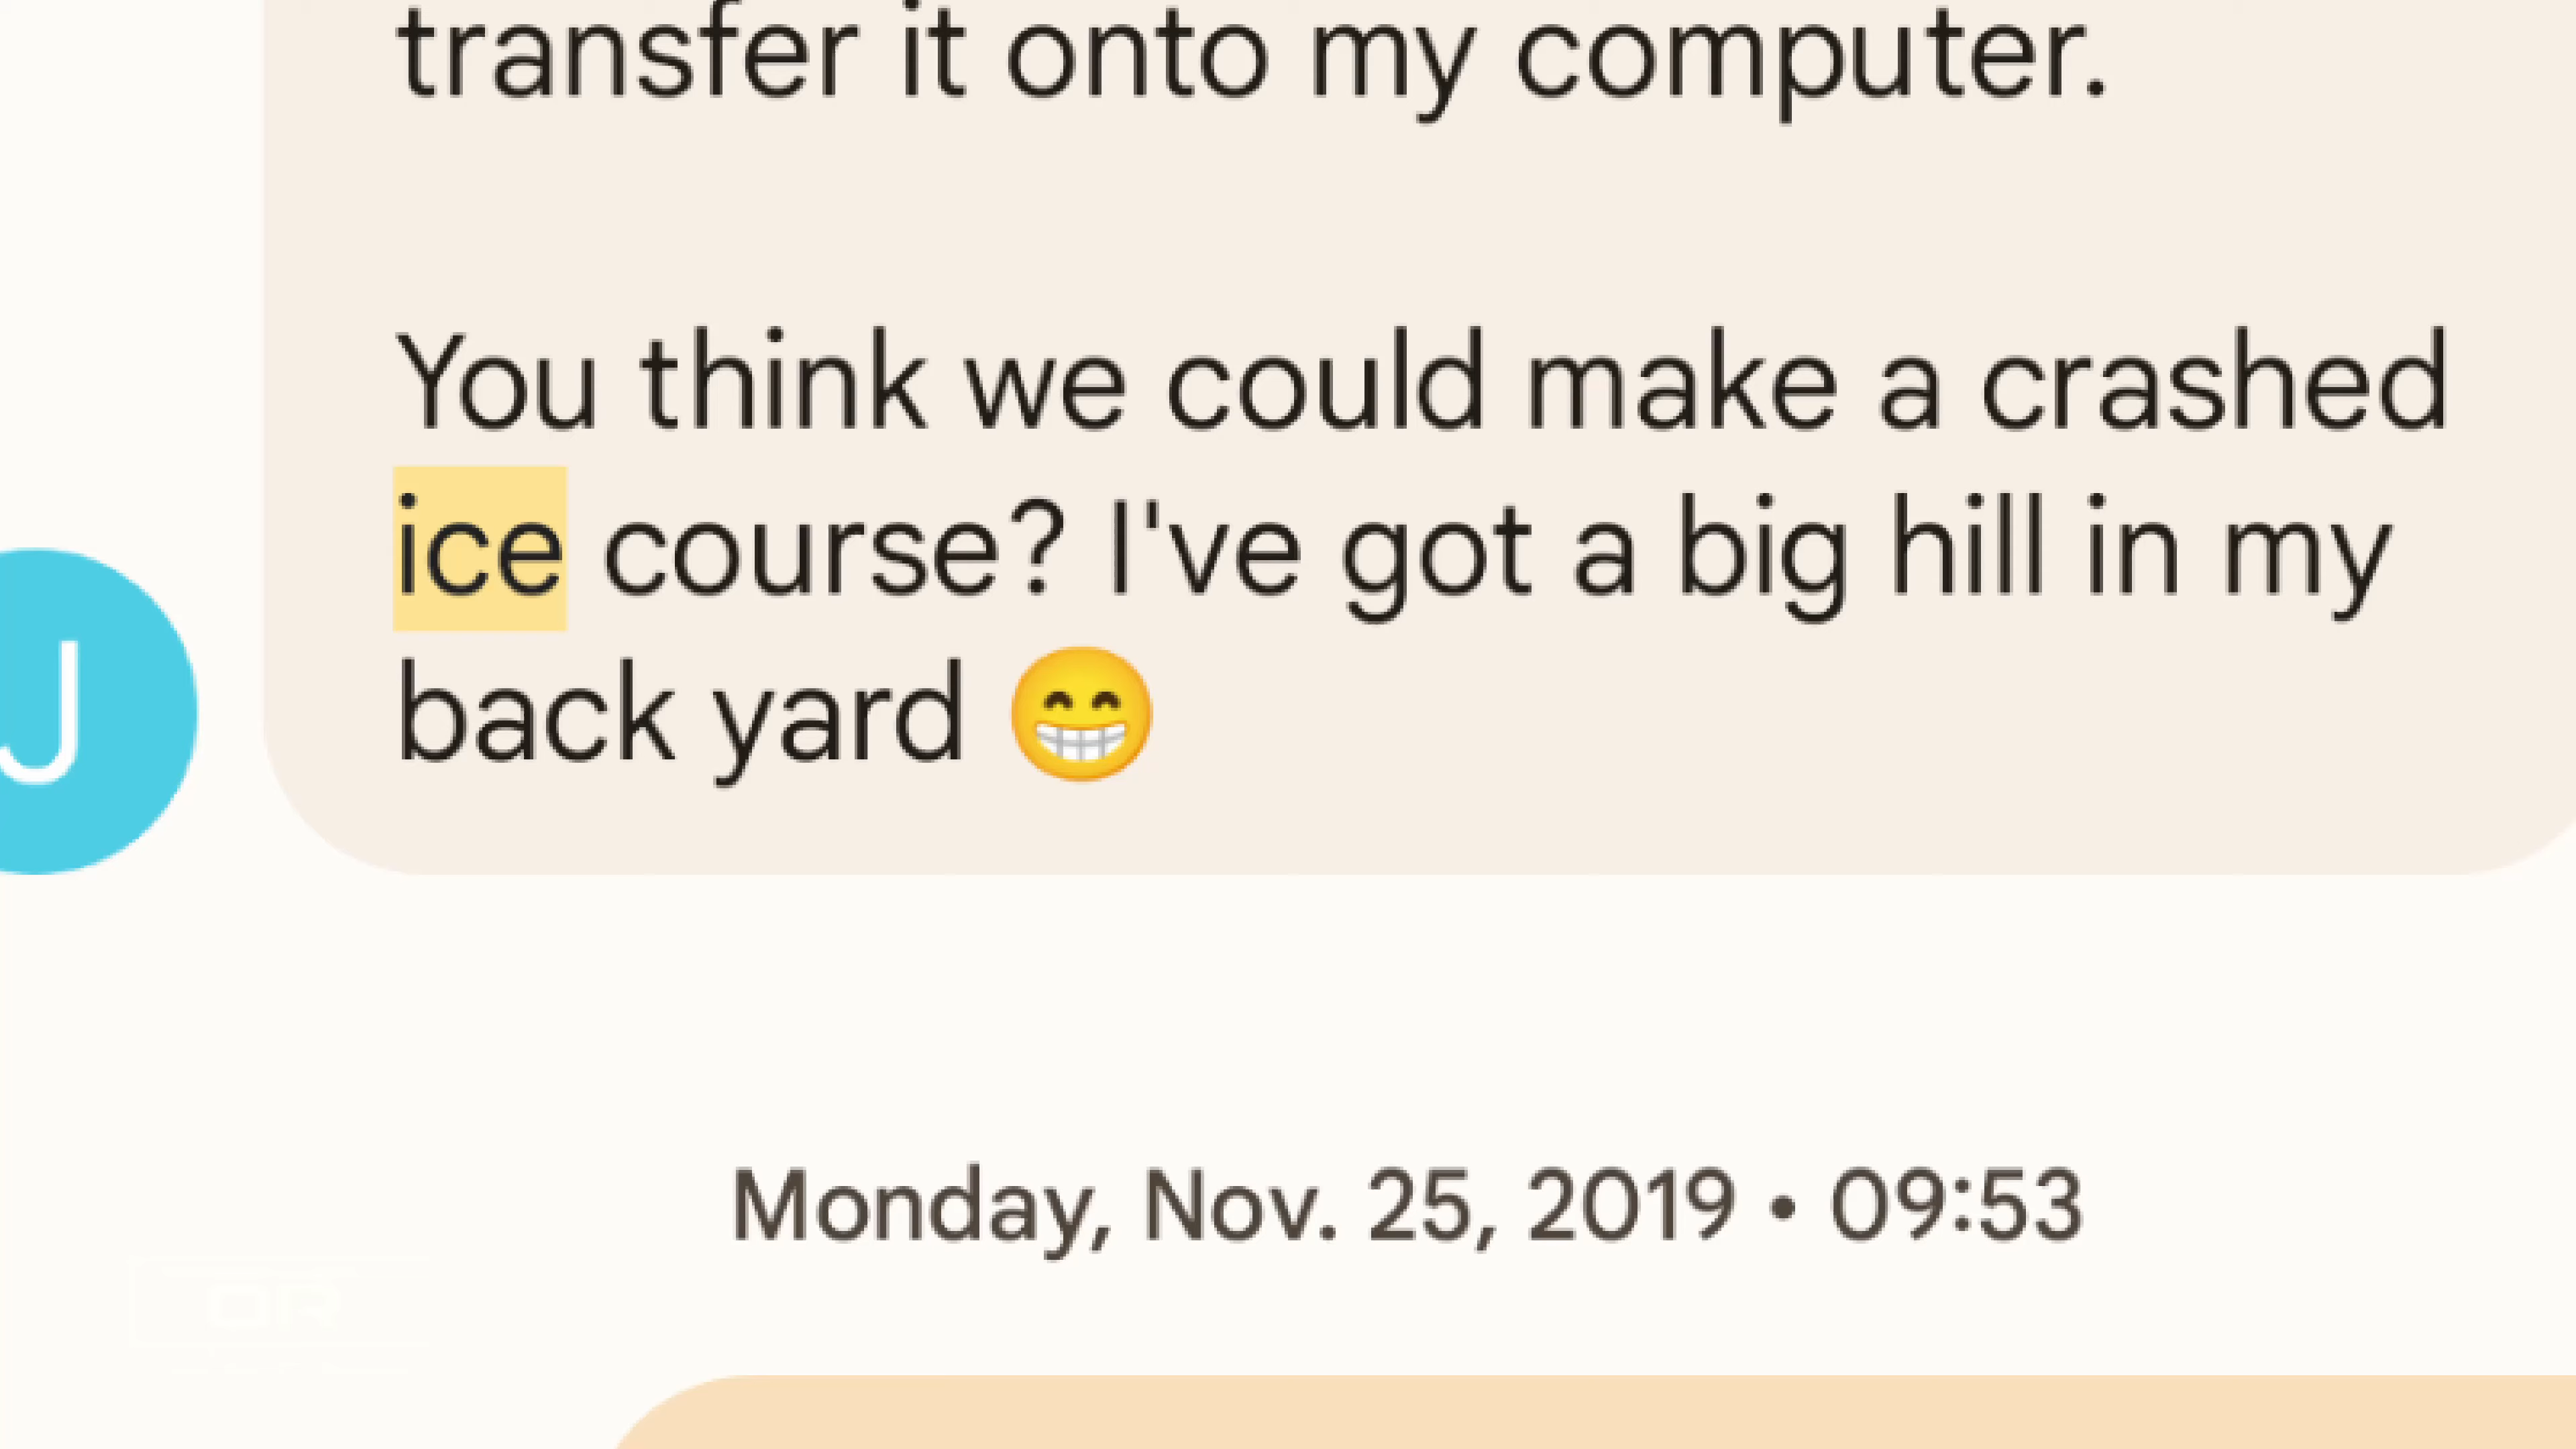 transfer it onto my computer.
You think we could make a crashed
ice course? I've got a big hill in my
back yard 😁
J
Monday, Nov. 25, 2019 • 09:53